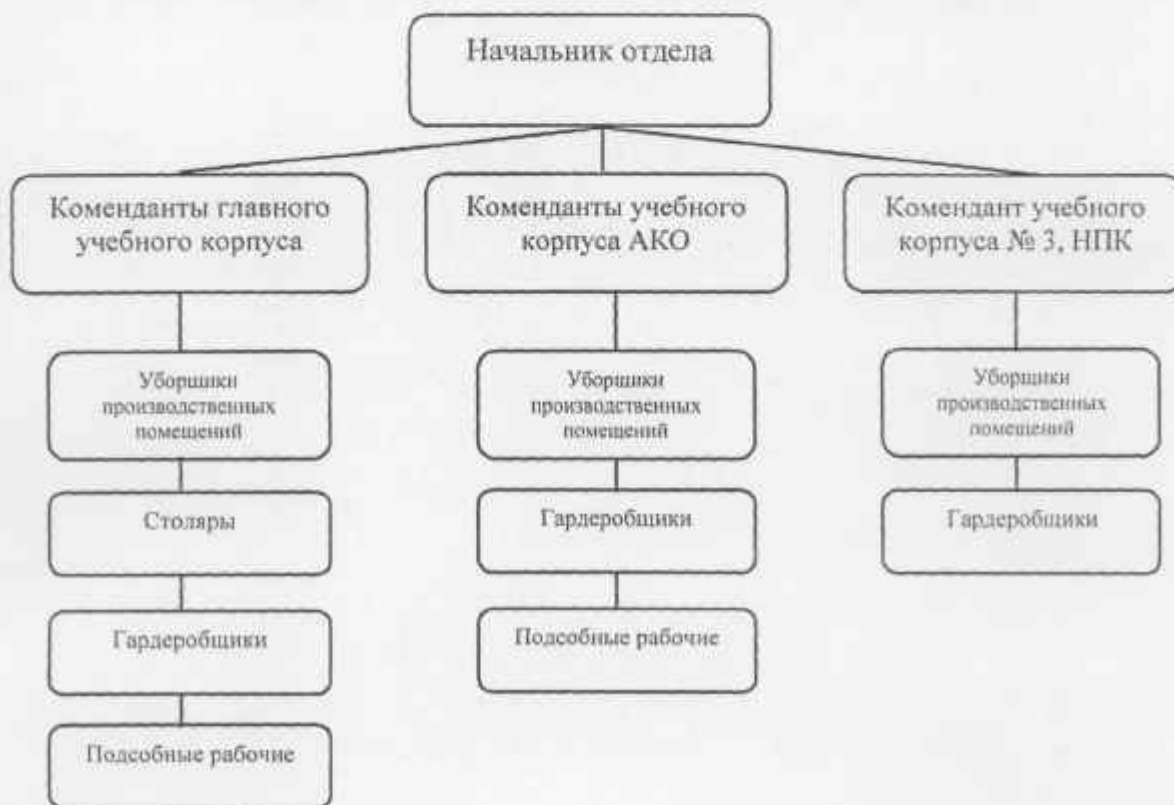 Начальник отдела
Коменданты главного
учебного корпуса
Коменданты учебного
корпуса АКО
Комендант учебного
корпуса № 3, НПК
Уборщики
производственных
помещений
Столяры
Гардеробщики
Подсобные рабочие
Уборщики
производственных
помещений
Гардеробщики
Подсобные рабочие
Уборщики
производственных
помещений
Гардеробщики